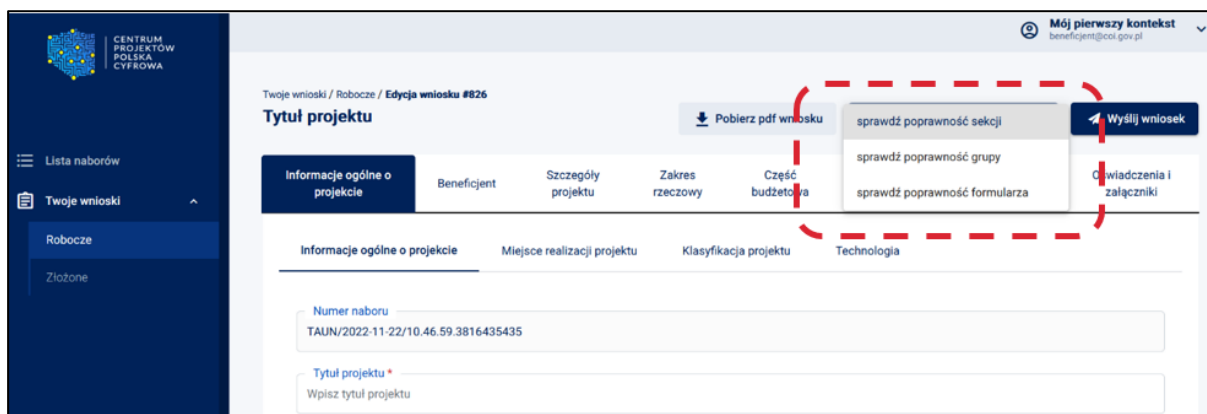 CENTRUM
PROJEKTÓW
POLSKA
CYFROWA
Mój pierwszy kontekst
beneficjent@coi.gov.pl
Twoje wnioski / Robocze / Edycja wniosku #826
Tytuł projektu
Pobierz pdf wniosku
sprawdź poprawność sekcji
sprawdź poprawność grupy
sprawdź poprawność formularza
Wyślij wniosek
Lista naborów
Twoje wnioski
Robocze
Złożone
Informacje ogólne o
projekcie
Beneficjent
Szczegóły
projektu
Zakres
rzeczowy
Część
budżetowa
Oświadczenia i
załączniki
Informacje ogólne o projekcie
Miejsce realizacji projektu
Klasyfikacja projektu
Technologia
Numer naboru
TAUN/2022-11-22/10.46.59.3816435435
Tytuł projektu *
Wpisz tytuł projektu